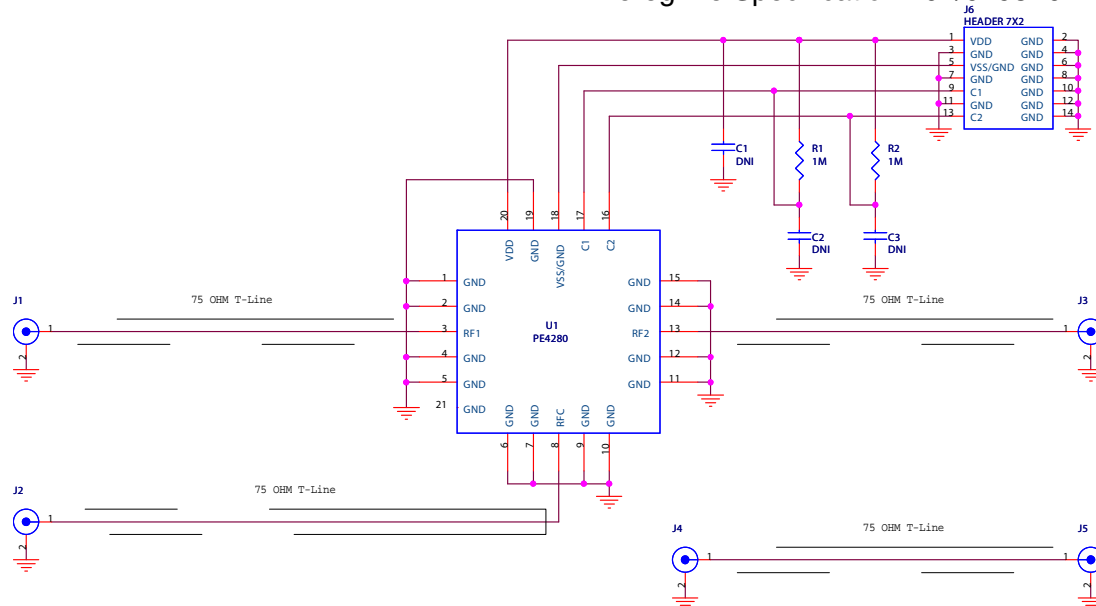 J6
HEADER 7X2
1 VDD GND 2
3 GND GND 4
5 VSS/GND GND 6
7 GND GND 8
9 C1 GND 10
11 GND GND 12
13 C2 GND 14
C1
DNI
R1
1M
R2
1M
C2
DNI
C3
DNI
20 19 18 17 16
VDD GND VSS/GND C1 C2
1 GND GND 15
2 GND GND 14
3 RF1 RF2 13
4 GND GND 12
5 GND GND 11
21 GND
U1
PE4280
GND GND RFC GND GND
6 7 8 9 10
J1
1
2
75 OHM T-Line
75 OHM T-Line
J3
1
2
J2
1
2
75 OHM T-Line
J4
1
2
75 OHM T-Line
J5
1
2